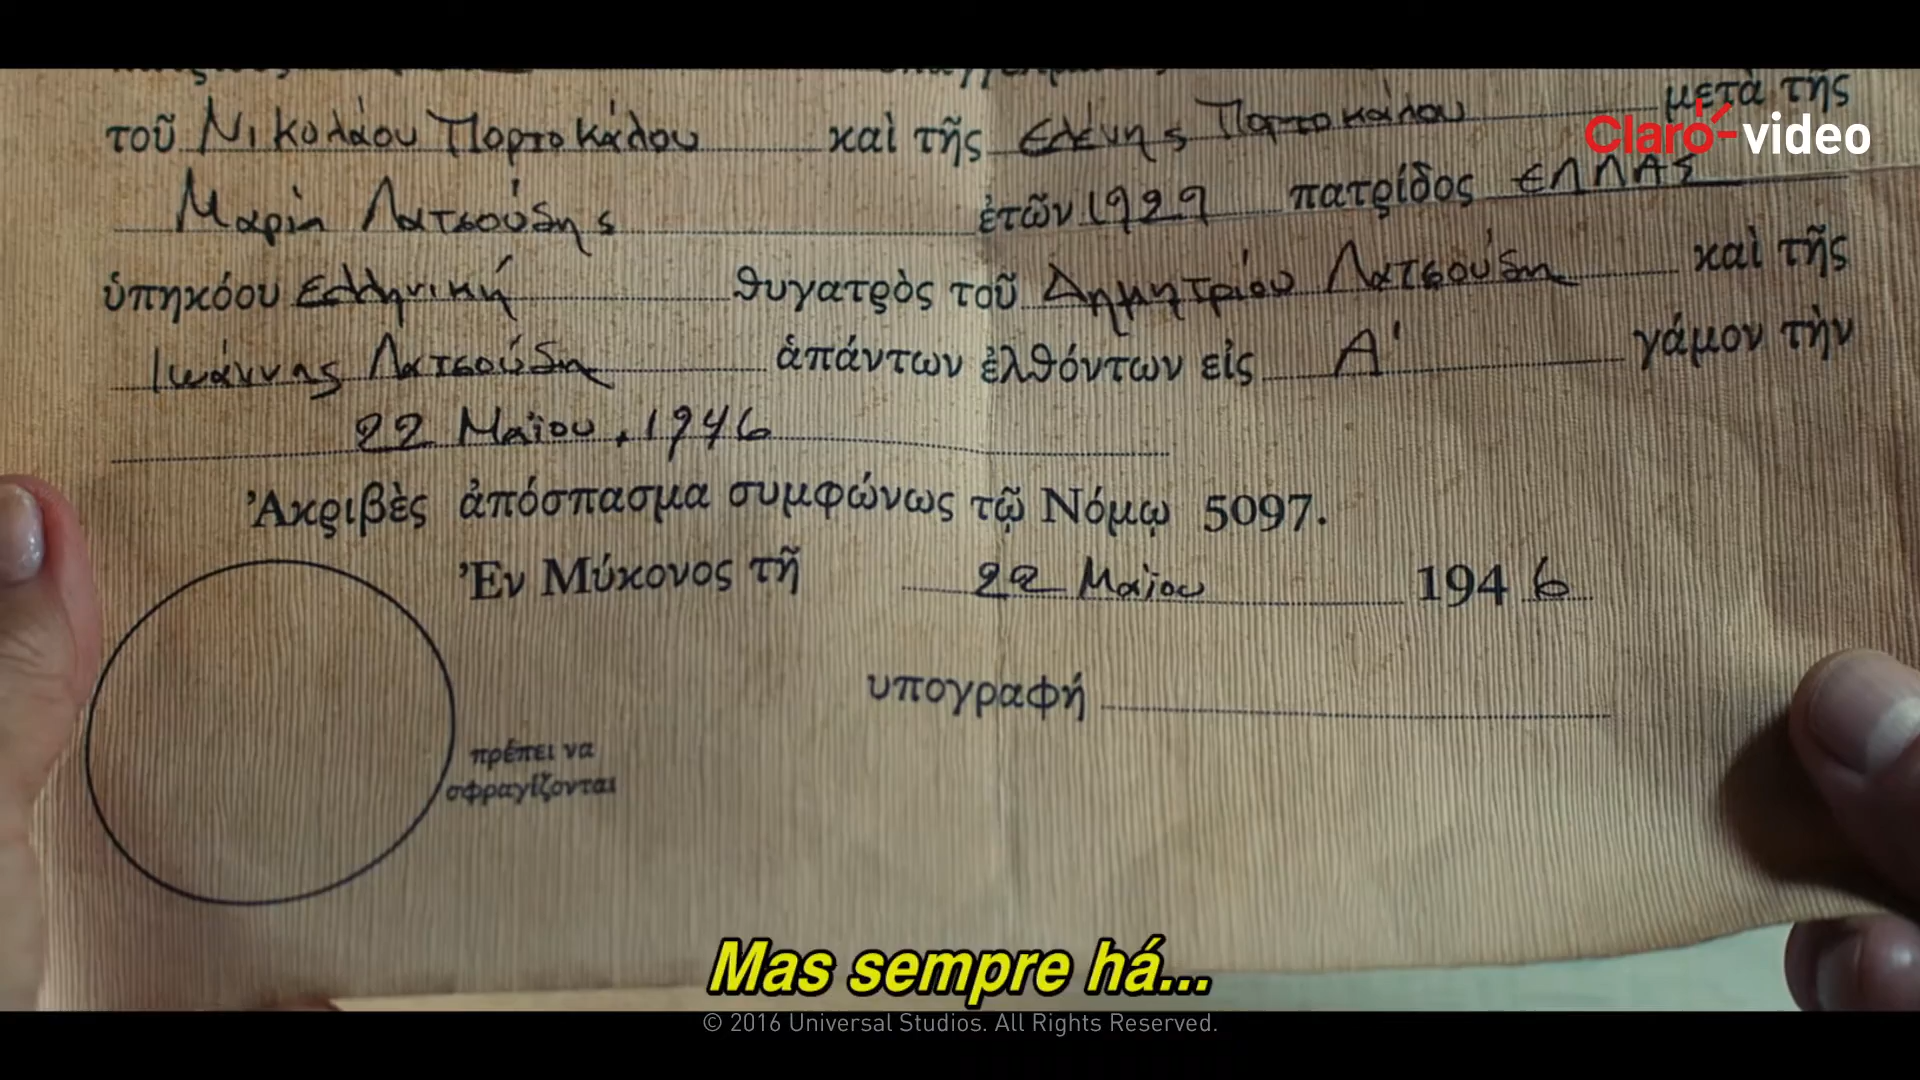 τοῦ Νικολάου Πορτοκάλου καὶ τῆς Ελένης Πορτοκάλου μετὰ τῆς
Claro-video
Μαρία Λατσούδης ἐτῶν 1929 πατρίδος ΕΛΛΑΣ
ὑπηκόου Ελληνική θυγατρὸς τοῦ Δημητρίου Λατσούδη καὶ τῆς
Ιωάννης Λατσούδη ἁπάντων ἐλθόντων εἰς Α' γάμον τὴν
22 Μαΐου, 1946
Ἀκριβὲς ἀπόσπασμα συμφώνως τῷ Νόμῳ 5097.
Ἐν Μύκονος τῇ 22 Μαΐου 1946
υπογραφή
πρέπει να
σφραγίζονται
Mas sempre há...
© 2016 Universal Studios. All Rights Reserved.